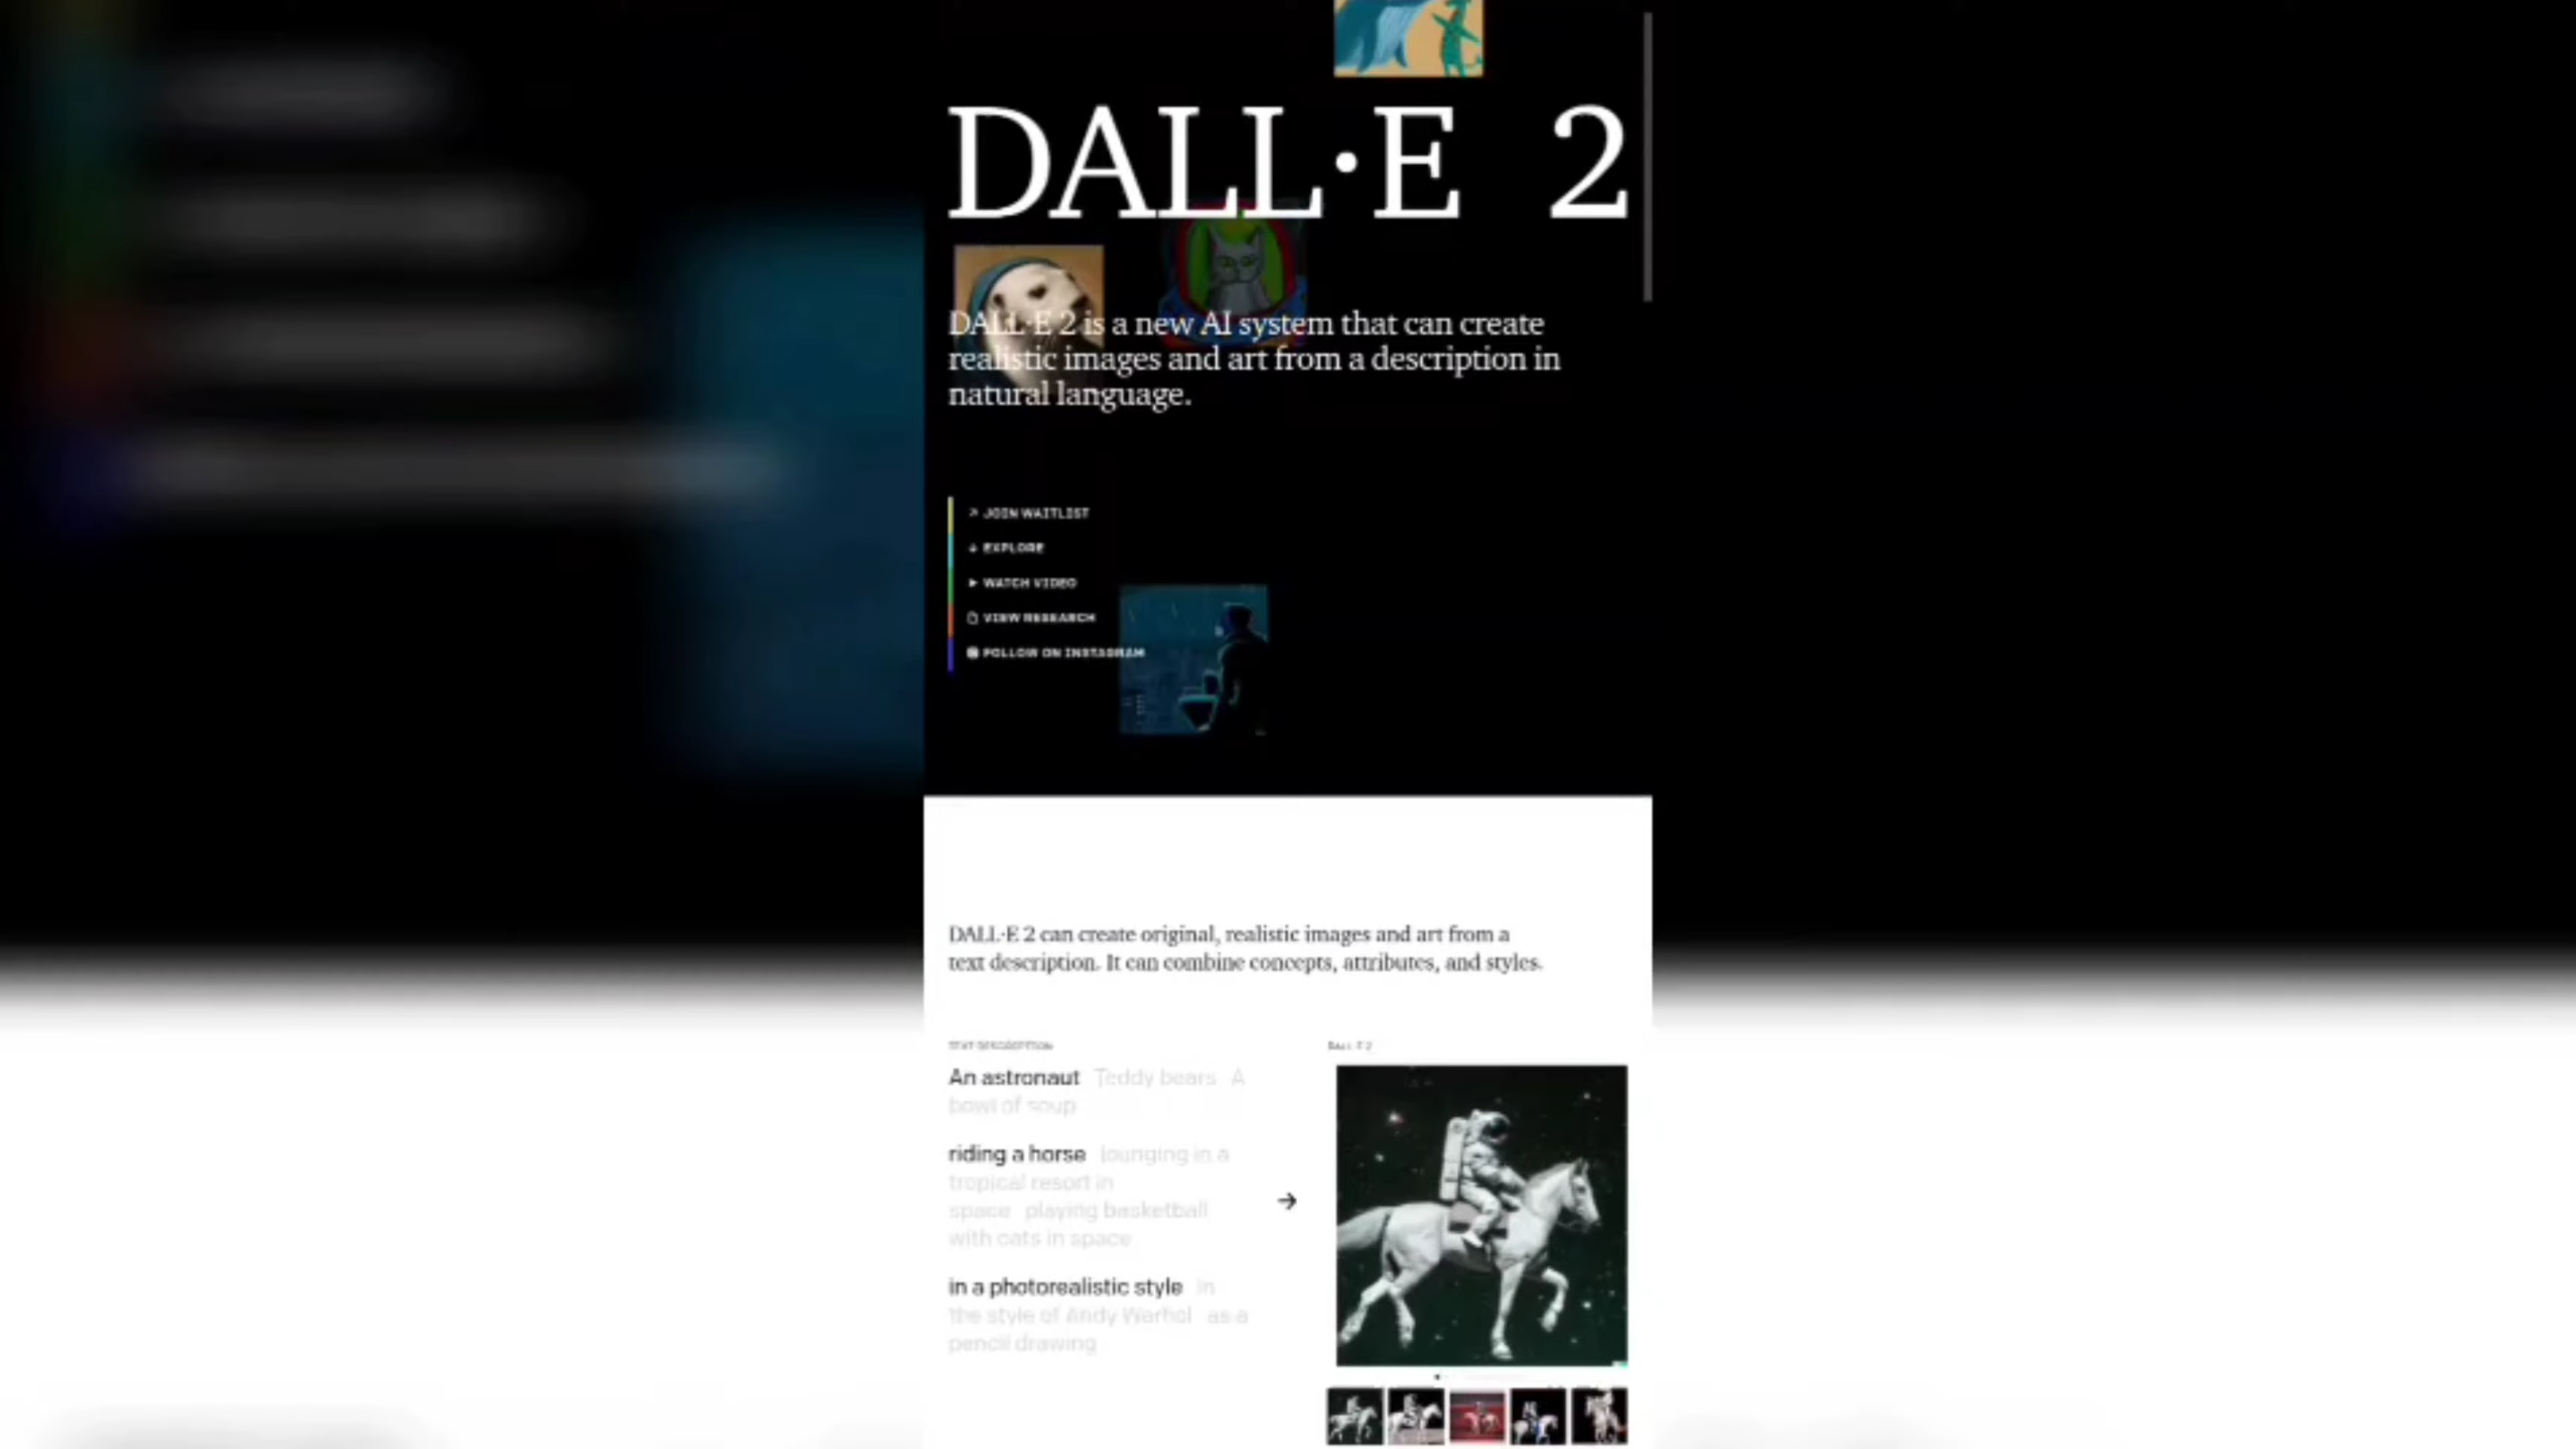 DALL·E 2
DALL·E 2 is a new AI system that can create
realistic images and art from a description in
natural language.
JOIN WAITLIST
EXPLORE
WATCH VIDEO
VIEW RESEARCH
FOLLOW ON INSTAGRAM
DALL·E 2 can create original, realistic images and art from a
text description. It can combine concepts, attributes, and styles.
TEXT DESCRIPTION
DALL·E 2
An astronaut Teddy bears A
bowl of soup
riding a horse lounging in a
tropical resort in
space playing basketball
with cats in space
in a photorealistic style in
the style of Andy Warhol as a
pencil drawing